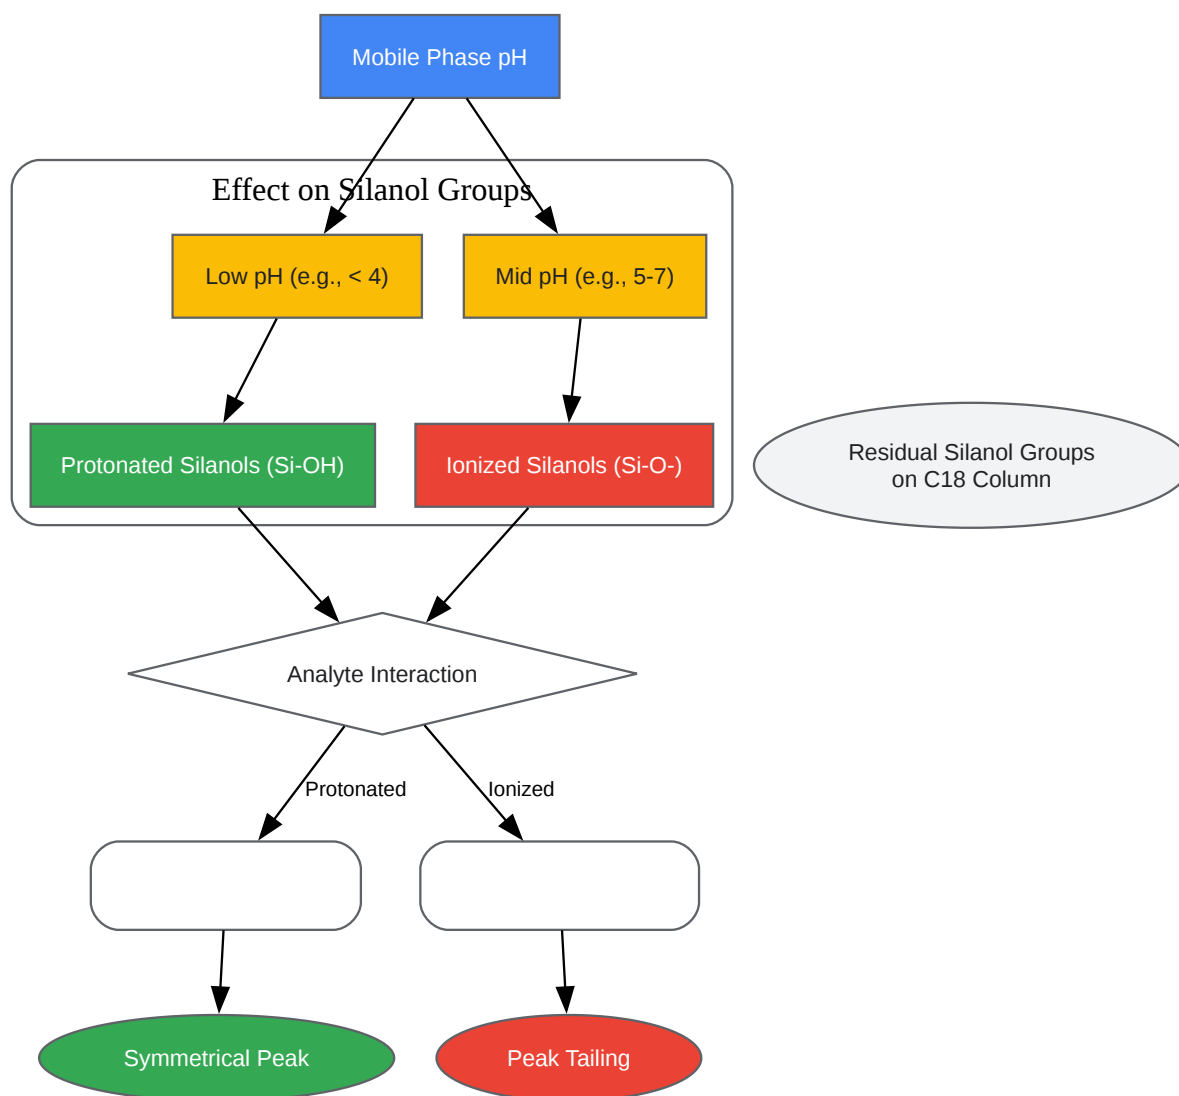 Mobile Phase pH
Effect on Silanol Groups
Low pH (e.g., < 4)
Mid pH (e.g., 5-7)
Protonated Silanols (Si-OH)
Ionized Silanols (Si-O-)
Residual Silanol Groups
on C18 Column
Analyte Interaction
Protonated
Ionized
Symmetrical Peak
Peak Tailing